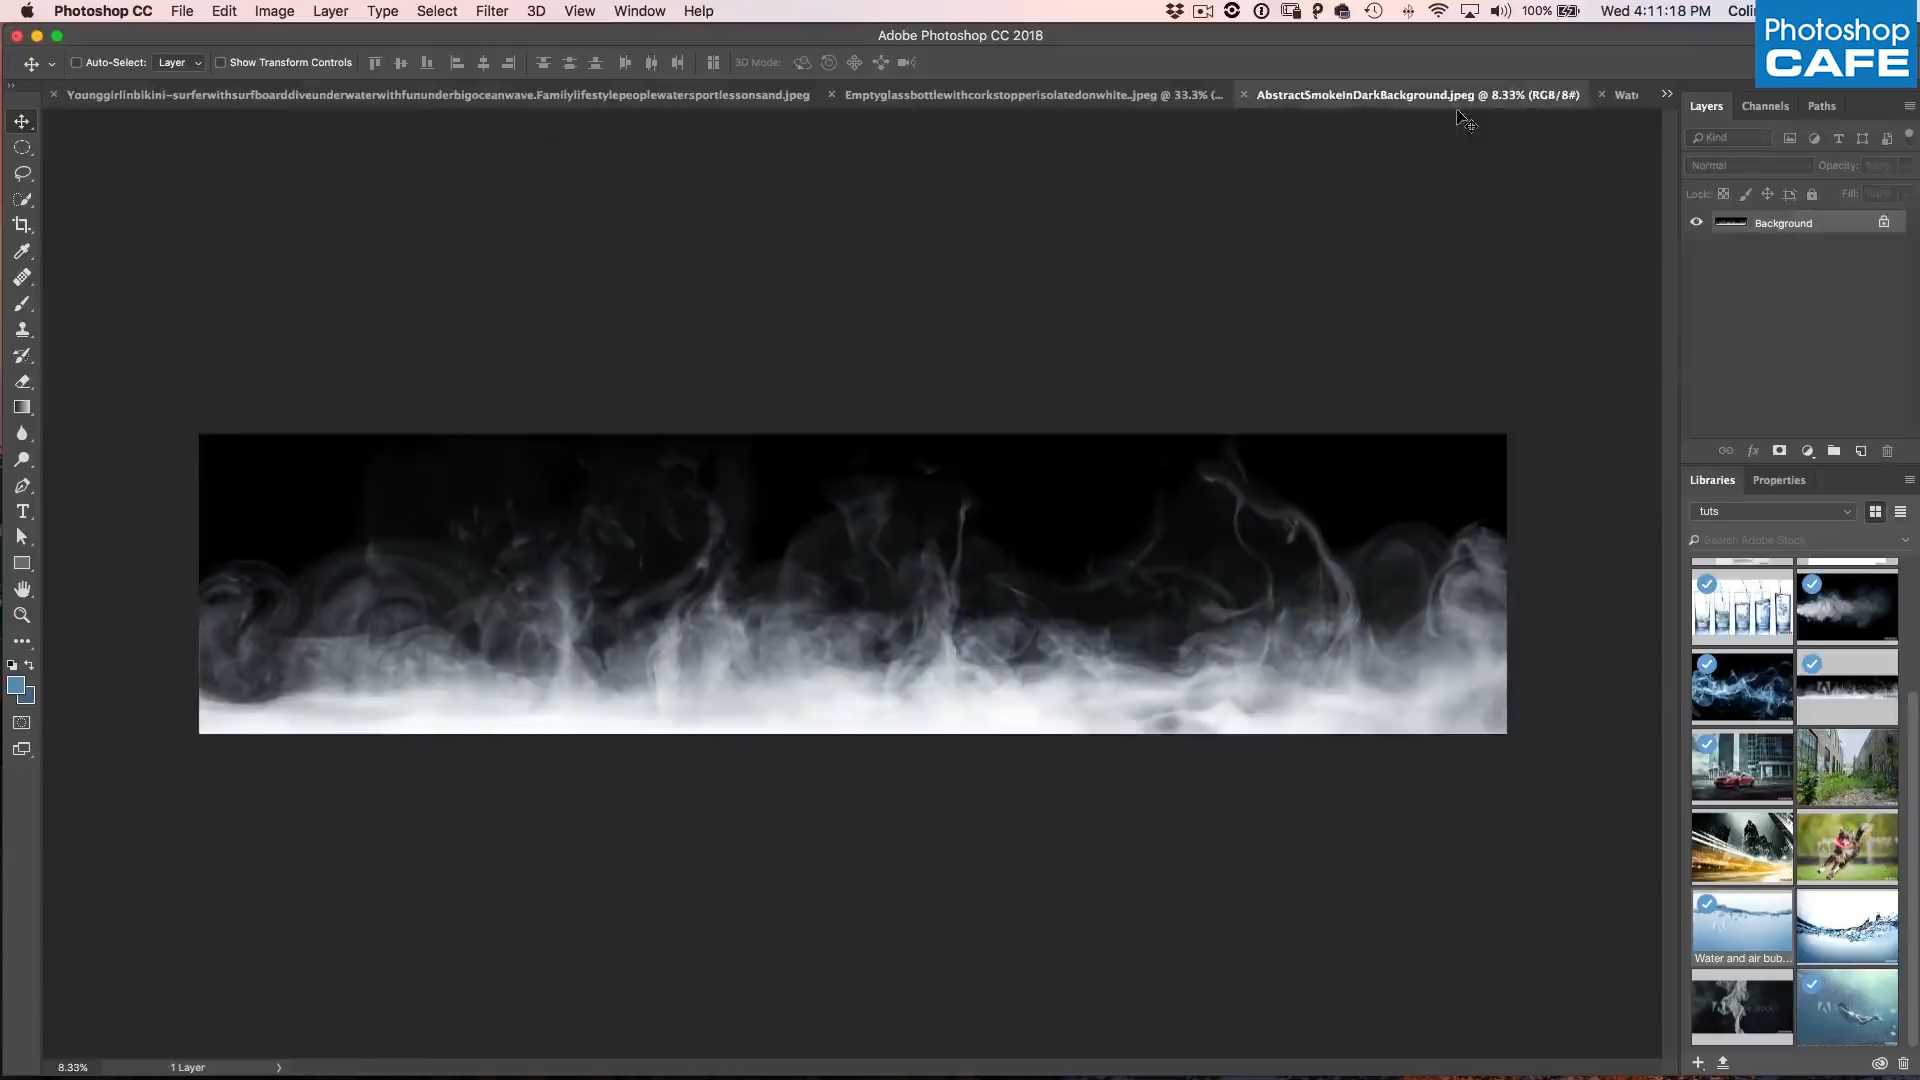 Photoshop CC File Edit Image Layer Type Select Filter 3D View Window Help
100% Wed 4:11:18 PM
Photoshop
CAFE
Adobe Photoshop CC 2018
Auto-Select: Layer Show Transform Controls 3D Mode:
Younggirlinbikini-surferwithsurfboarddiveunderwaterwithfununderbigoceanwave.Familylifestylepeoplewatersportlessonsand.jpeg
Emptyglassbottlewithcorkstopperisolatedonwhite..jpeg @ 33.3% (...
AbstractSmokeInDarkBackground.jpeg @ 8.33% (RGB/8#)
Layers Channels Paths
Kind
Normal Opacity:
Lock: Fill:
Background
fx
Libraries Properties
tuts
Search Adobe Stock
Water and air bub...
8.33% 1 Layer